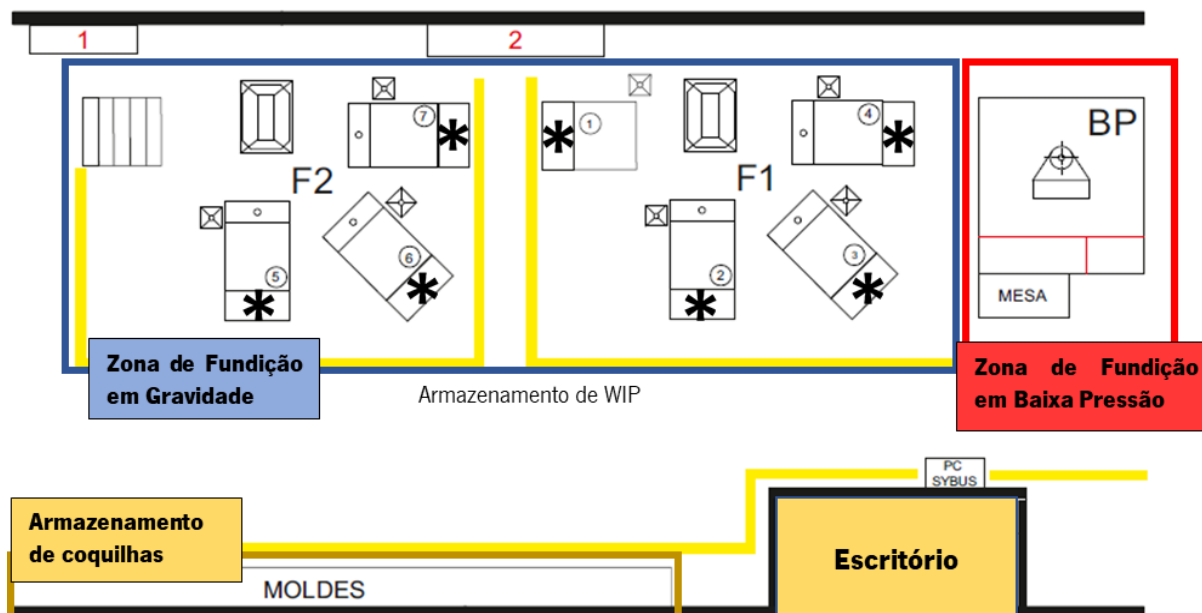 1
2
7
1
4
BP
F2
F1
5
6
2
3
MESA
Zona de Fundição
em Gravidade
Armazenamento de WIP
Zona de Fundição
em Baixa Pressão
PC
SYBUS
Armazenamento
de coquilhas
Escritório
MOLDES